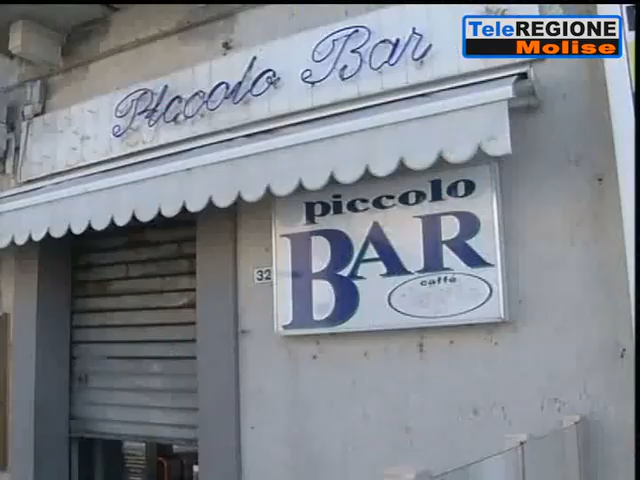 TeleREGIONE
Molise
Piccolo Bar
piccolo
BAR
caffè
32